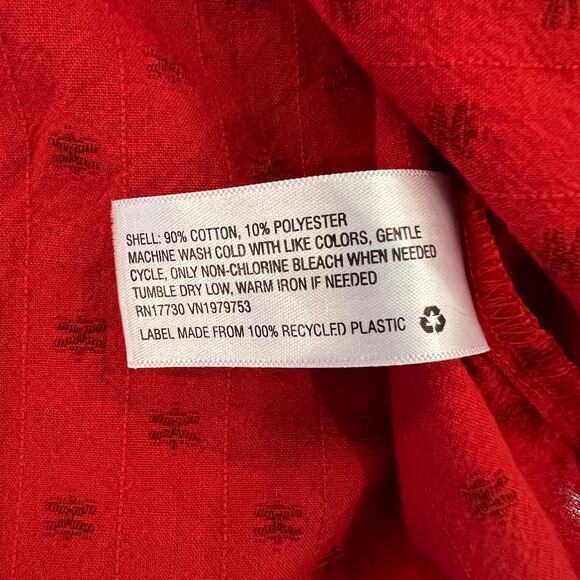 SHELL: 90% COTTON, 10% POLYESTER
MACHINE WASH COLD WITH LIKE COLORS, GENTLE
CYCLE, ONLY NON-CHLORINE BLEACH WHEN NEEDED
TUMBLE DRY LOW, WARM IRON IF NEEDED
RN17730 VN1979753
LABEL MADE FROM 100% RECYCLED PLASTIC